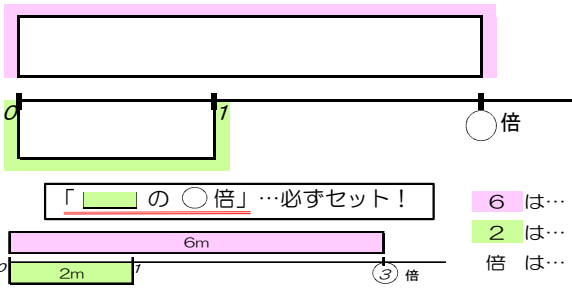 0 1 ○倍
「 の ○倍」…必ずセット！
6m
0 1 ③倍
2m
6 は…
2 は…
倍 は…